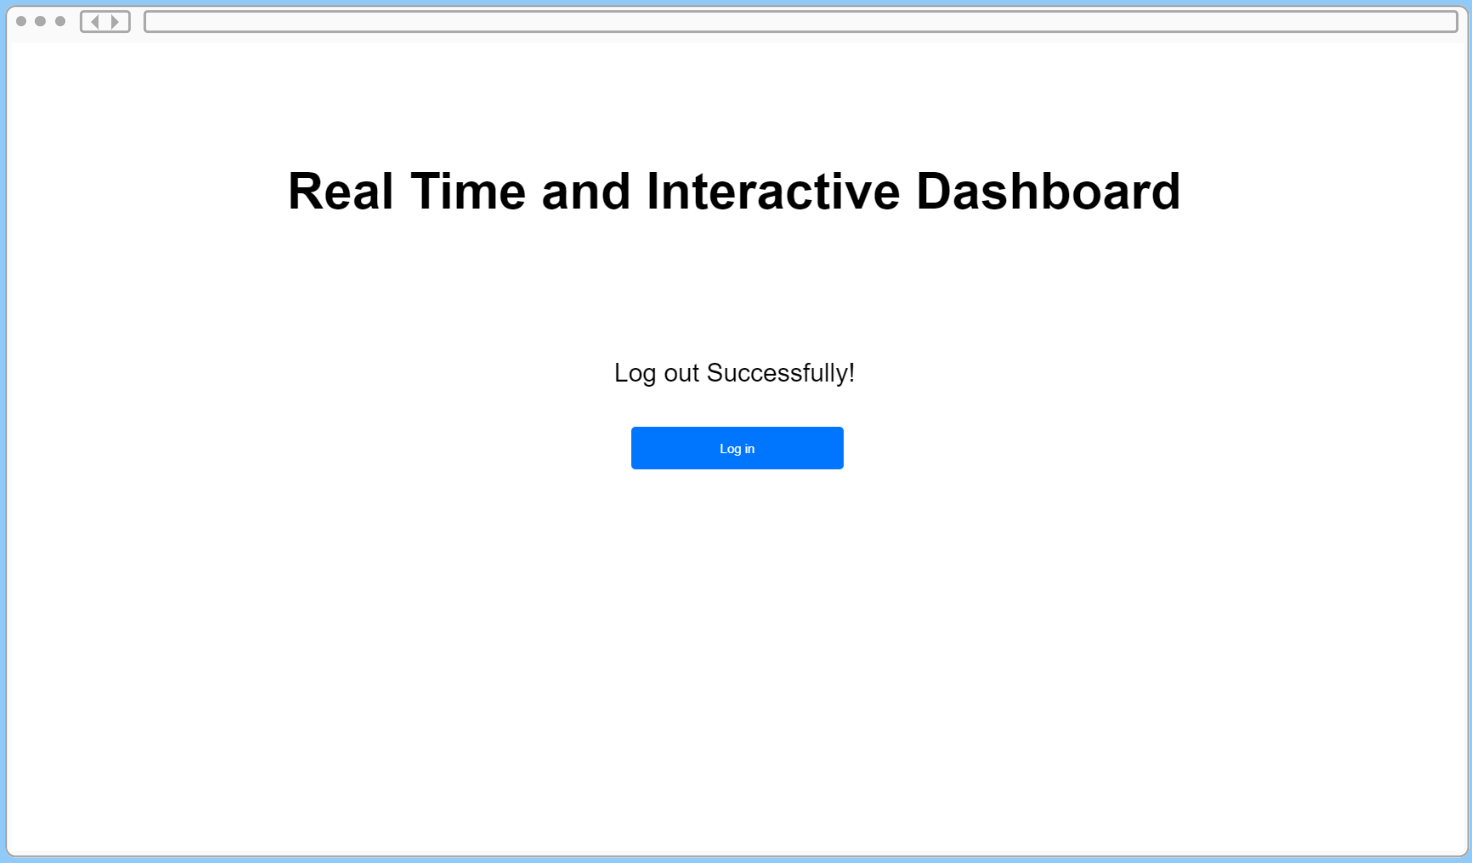 Real Time and Interactive Dashboard
Log out Successfully!
Log in